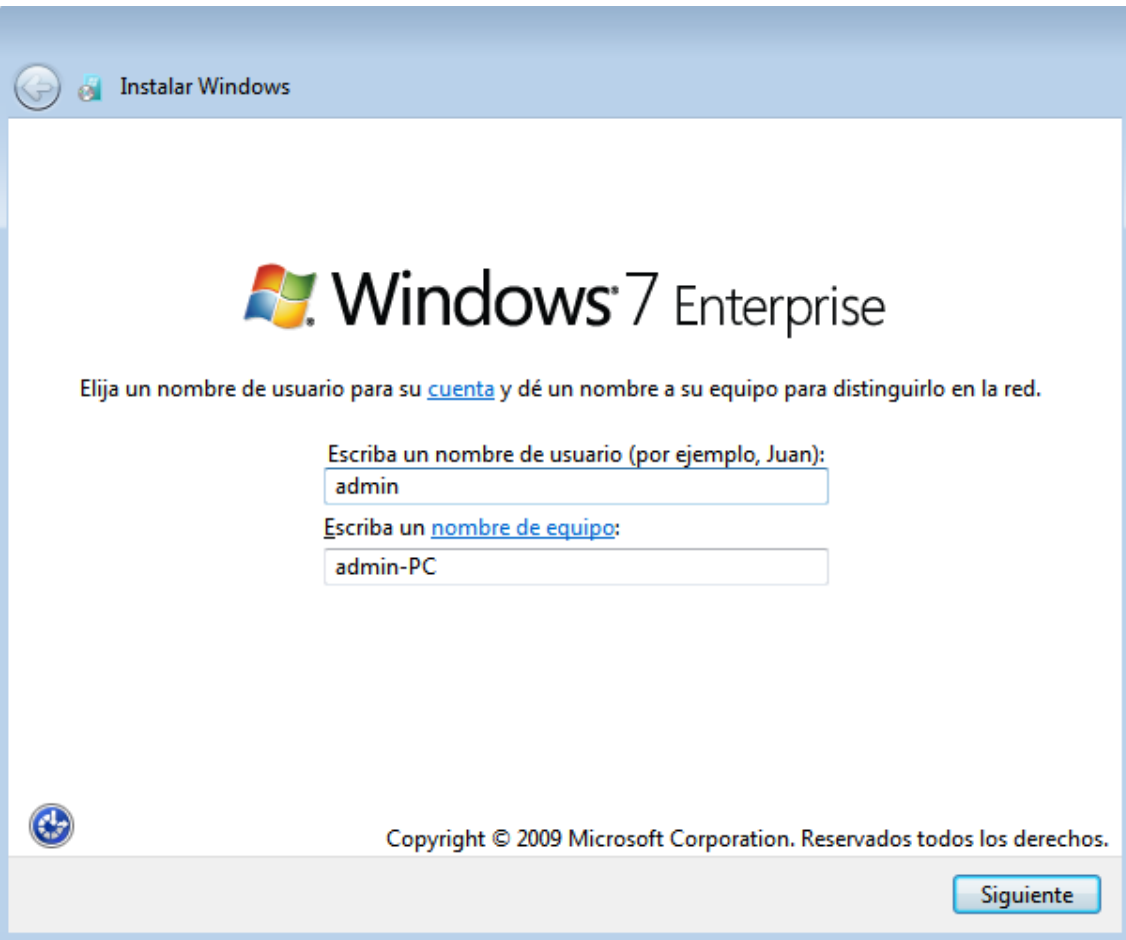 Instalar Windows
Windows 7 Enterprise
Elija un nombre de usuario para su cuenta y dé un nombre a su equipo para distinguirlo en la red.
Escriba un nombre de usuario (por ejemplo, Juan):
admin
Escriba un nombre de equipo:
admin-PC
Copyright © 2009 Microsoft Corporation. Reservados todos los derechos.
Siguiente